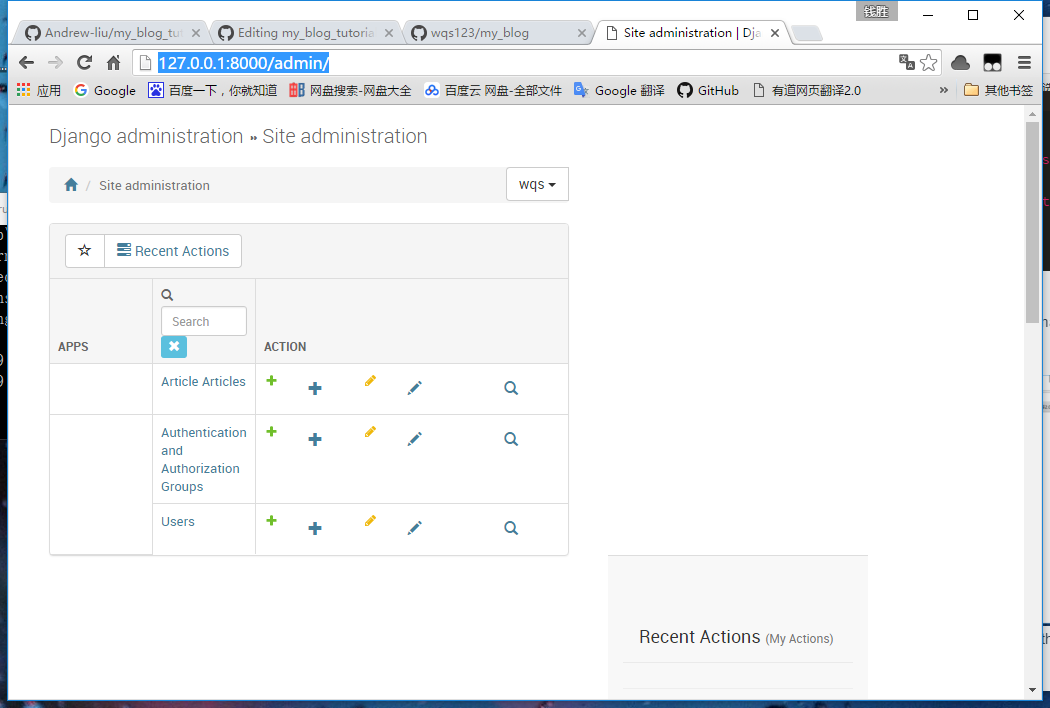 钱胜
Andrew-liu/my_blog_tut
Editing my_blog_tutoria
wqs123/my_blog
Site administration | Dja
127.0.0.1:8000/admin/
应用
Google
百度一下，你就知道
网盘搜索-网盘大全
百度云 网盘-全部文件
Google 翻译
GitHub
有道网页翻译2.0
»
其他书签
Django administration » Site administration
/ Site administration
wqs
Recent Actions
Search
APPS
ACTION
Article Articles
Authentication
and
Authorization
Groups
Users
Recent Actions (My Actions)